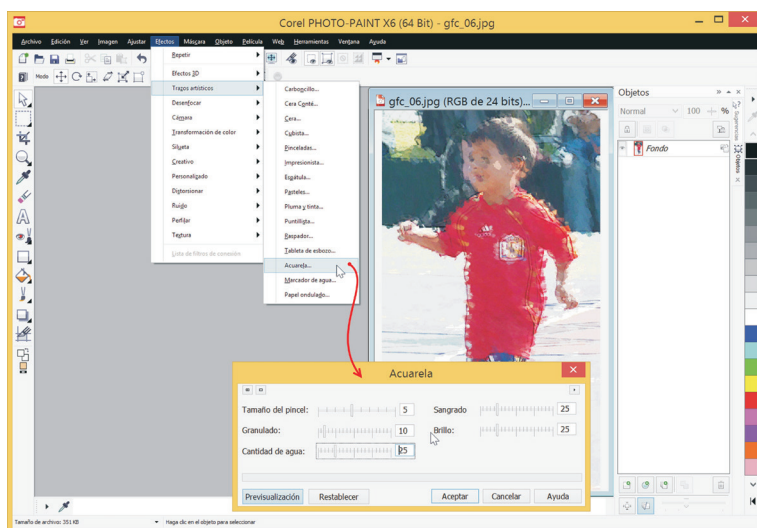 Corel PHOTO-PAINT X6 (64 Bit) - gfc_06.jpg
Archivo Edición Ver Imagen Ajustar Efectos Máscara Objeto Película Web Herramientas Ventana Ayuda
Modo
Repetir
Efectos 3D
Trazos artísticos
Desenfocar
Cámara
Transformación de color
Silueta
Creativo
Personalizado
Distorsionar
Ruido
Perfilar
Textura
Lista de filtros de conexión
Carboncillo...
Cera Conté...
Cera...
Cubista...
Pinceladas...
Impresionista...
Espátula...
Pasteles...
Pluma y tinta...
Puntillista...
Raspador...
Tableta de esbozo...
Acuarela...
Marcador de agua...
Papel ondulado...
gfc_06.jpg (RGB de 24 bits)...
Objetos
Normal 100 %
Fondo
Sugerencias
Objetos
Acuarela
Tamaño del pincel: 5 Sangrado 25
Granulado: 10 Brillo: 25
Cantidad de agua: 25
Previsualización Restablecer Aceptar Cancelar Ayuda
Tamaño de archivo: 351 KB Haga clic en el objeto para seleccionar